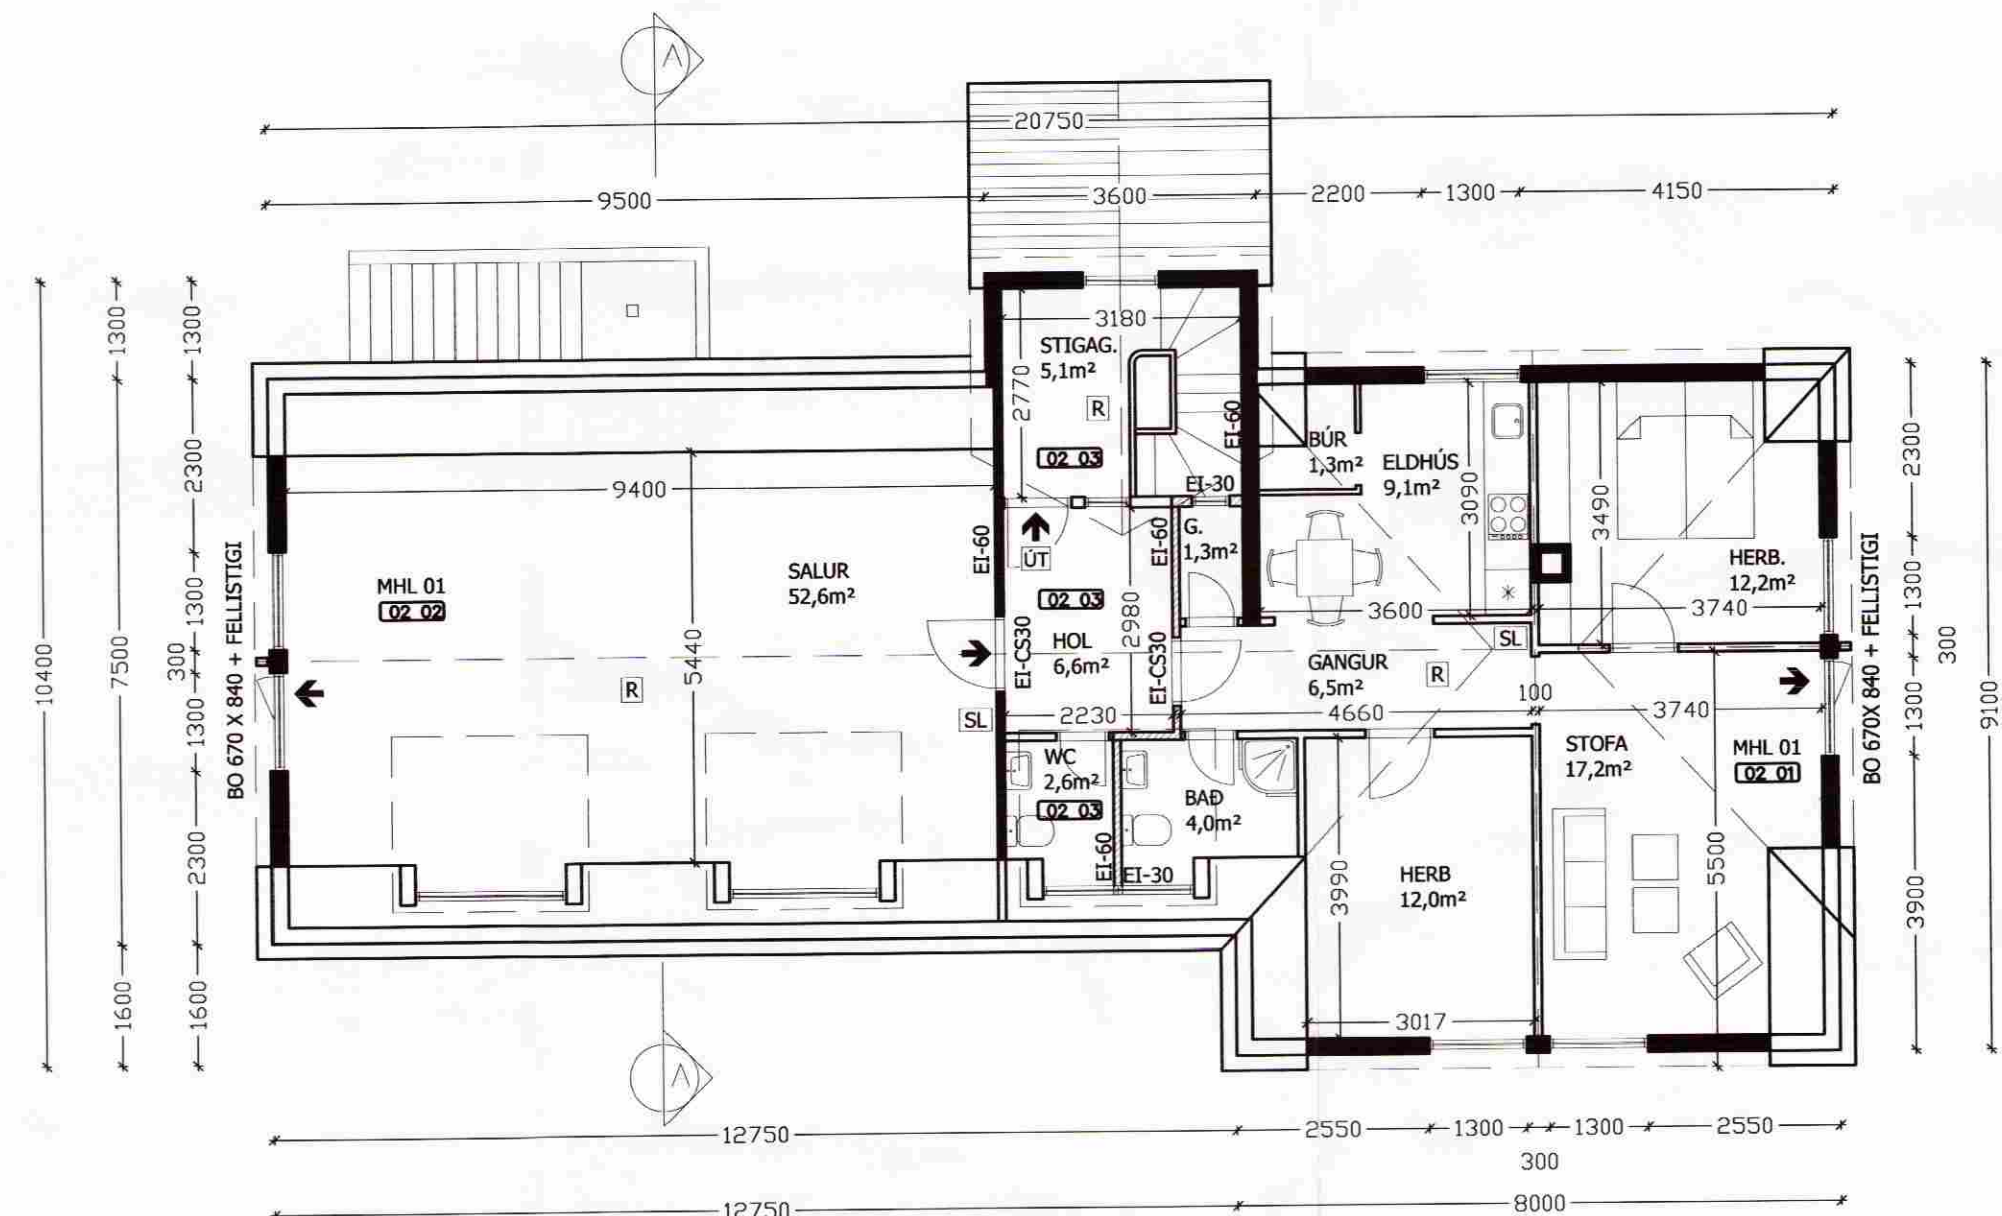 A
20750
9500
3600
2200
1300
4150
10400
7500
1300
1600
1300
2300
1300
300
1300
2300
1600
BO 670 X 840 + FELLISTIGI
9400
MHL 01
02 02
SALUR
52,6m²
5440
R
SL
3180
STIGAG.
5,1m²
2770
R
02 03
EI-60
EI-30
EI-60
ÚT
EI-60
G.
1,3m²
02 03
2980
HOL
6,6m²
EI-CS30
EI-CS30
2230
WC
2,6m²
02 03
EI-60
EI-30
BAÐ
4,0m²
BÚR
1,3m²
ELDHÚS
9,1m²
3090
3600
GANGUR
6,5m²
R
SL
4660
100
3490
HERB.
12,2m²
3740
3740
STOFA
17,2m²
MHL 01
02 01
5500
HERB
12,0m²
3990
3017
BO 670X 840 + FELLISTIGI
2300
1300
300
1300
3900
9100
A
12750
2550
1300
1300
2550
300
12750
8000